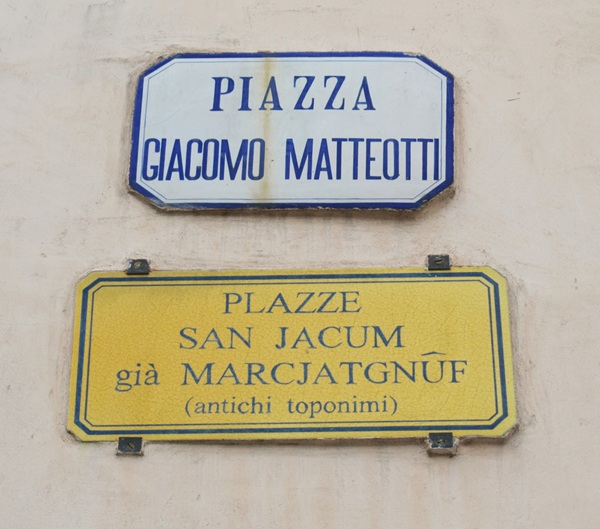 PIAZZA
GIACOMO MATTEOTTI
PLAZZE
SAN JACUM
già MARCJATGNÛF
(antichi toponimi)